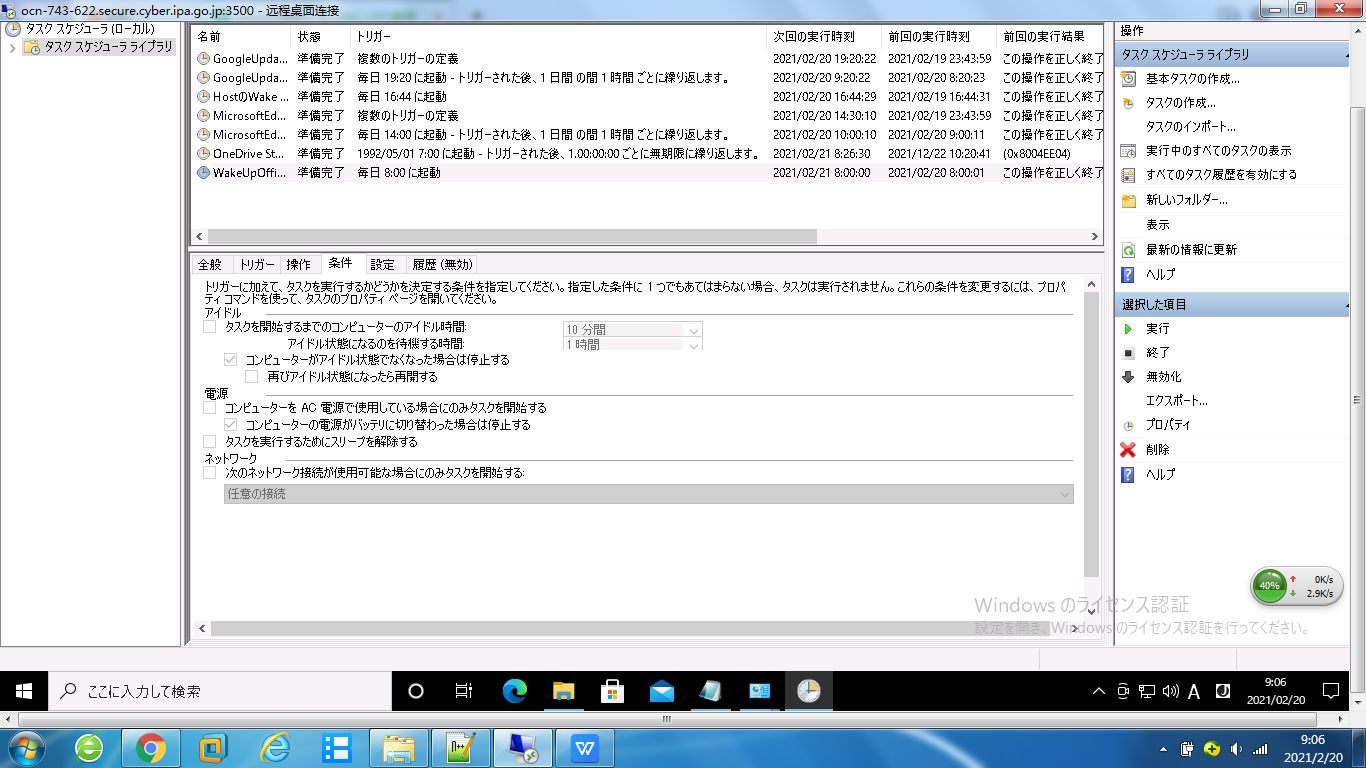 ocn-743-622.secure.cyber.ipa.go.jp:3500 - 远程桌面连接
タスク スケジューラ (ローカル)
タスク スケジューラ ライブラリ
名前 状態 トリガー 次回の実行時刻 前回の実行時刻 前回の実行結果
GoogleUpda... 準備完了 複数のトリガーの定義 2021/02/20 19:20:22 2021/02/19 23:43:59 この操作を正しく終了
GoogleUpda... 準備完了 毎日 19:20 に起動 - トリガーされた後、1 日間 の間 1 時間 ごとに繰り返します。 2021/02/20 9:20:22 2021/02/20 8:20:23 この操作を正しく終了
HostのWake ... 準備完了 毎日 16:44 に起動 2021/02/20 16:44:29 2021/02/19 16:44:31 この操作を正しく終了
MicrosoftEd... 準備完了 複数のトリガーの定義 2021/02/20 14:30:10 2021/02/19 23:43:59 この操作を正しく終了
MicrosoftEd... 準備完了 毎日 14:00 に起動 - トリガーされた後、1 日間 の間 1 時間 ごとに繰り返します。 2021/02/20 10:00:10 2021/02/20 9:00:11 この操作を正しく終了
OneDrive St... 準備完了 1992/05/01 7:00 に起動 - トリガーされた後、1.00:00:00 ごとに無期限に繰り返します。 2021/02/21 8:26:30 2021/12/22 10:20:41 (0x8004EE04)
WakeUpOffi... 準備完了 毎日 8:00 に起動 2021/02/21 8:00:00 2021/02/20 8:00:01 この操作を正しく終了
全般 トリガー 操作 条件 設定 履歴 (無効)
トリガーに加えて、タスクを実行するかどうかを決定する条件を指定してください。指定した条件に 1 つでもあてはまらない場合、タスクは実行されません。これらの条件を変更するには、プロパ
ティ コマンドを使って、タスクのプロパティ ページを開いてください。
アイドル
タスクを開始するまでのコンピューターのアイドル時間: 10 分間
アイドル状態になるのを待機する時間: 1 時間
コンピューターがアイドル状態でなくなった場合は停止する
再びアイドル状態になったら再開する
電源
コンピューターを AC 電源で使用している場合にのみタスクを開始する
コンピューターの電源がバッテリに切り替わった場合は停止する
タスクを実行するためにスリープを解除する
ネットワーク
次のネットワーク接続が使用可能な場合にのみタスクを開始する:
任意の接続
操作
タスク スケジューラ ライブラリ
基本タスクの作成...
タスクの作成...
タスクのインポート...
実行中のすべてのタスクの表示
すべてのタスク履歴を有効にする
新しいフォルダー...
表示
最新の情報に更新
ヘルプ
選択した項目
実行
終了
無効化
エクスポート...
プロパティ
削除
ヘルプ
40% 0K/s
2.9K/s
Windows のライセンス認証
設定を開き、Windows のライセンス認証を行ってください。
ここに入力して検索
A
9:06
2021/02/20
9:06
2021/2/20